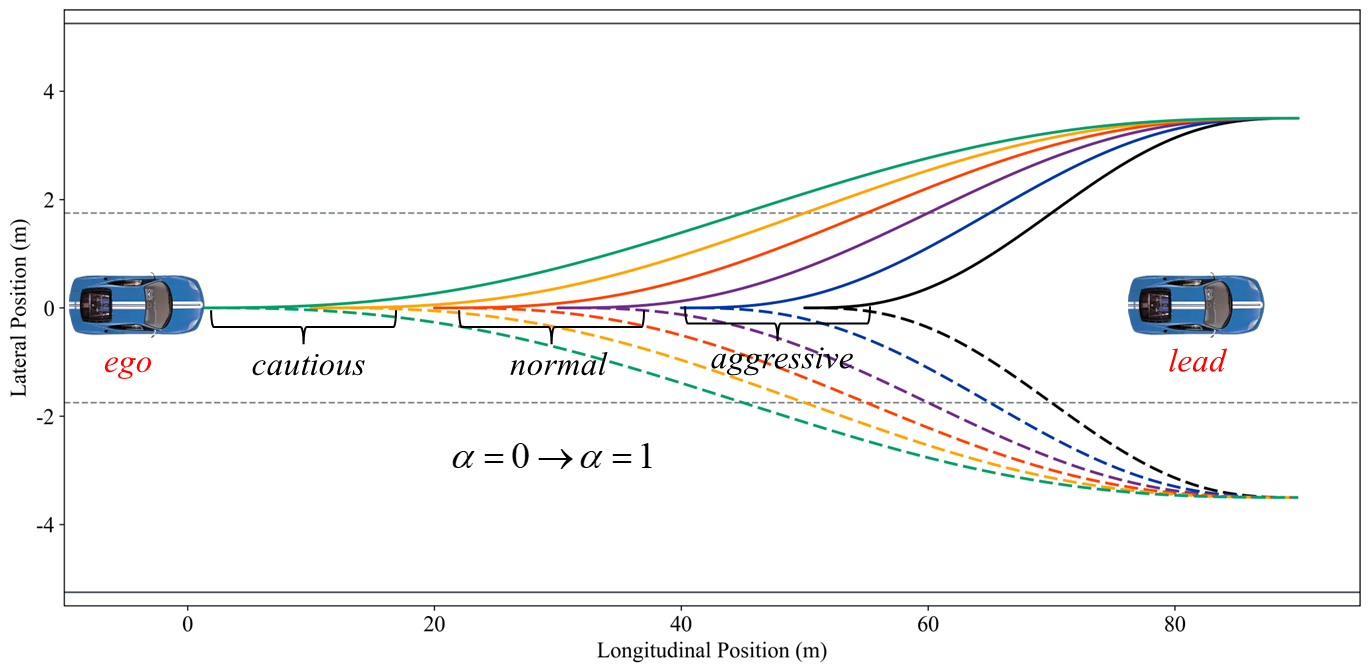 4
2
0
-2
-4
Lateral Position (m)
ego
cautious
normal
aggressive
lead
α = 0 → α = 1
0 20 40 60 80
Longitudinal Position (m)